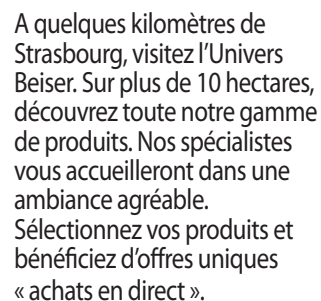 A quelques kilomètres de
Strasbourg, visitez l'Univers
Beiser. Sur plus de 10 hectares,
découvrez toute notre gamme
de produits. Nos spécialistes
vous accueilleront dans une
ambiance agréable.
Sélectionnez vos produits et
bénéficiez d'offres uniques
« achats en direct ».